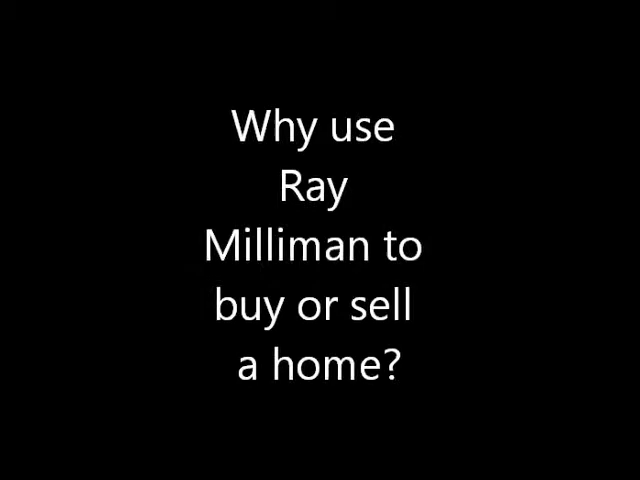 Why use
Ray
Milliman to
buy or sell
a home?